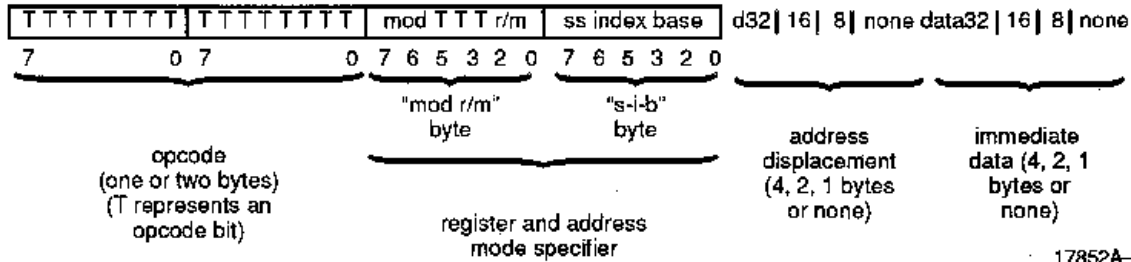 T T T T T T T T T T T T T T T T mod T T T r/m ss index base d32 | 16 | 8 | none data32 | 16 | 8 | none
7 0 7 0 7 6 5 3 2 0 7 6 5 3 2 0
"mod r/m" byte
"s-i-b" byte
opcode
(one or two bytes)
(T represents an
opcode bit)
register and address
mode specifier
address
displacement
(4, 2, 1 bytes
or none)
immediate
data (4, 2, 1
bytes or
none)
17852A–